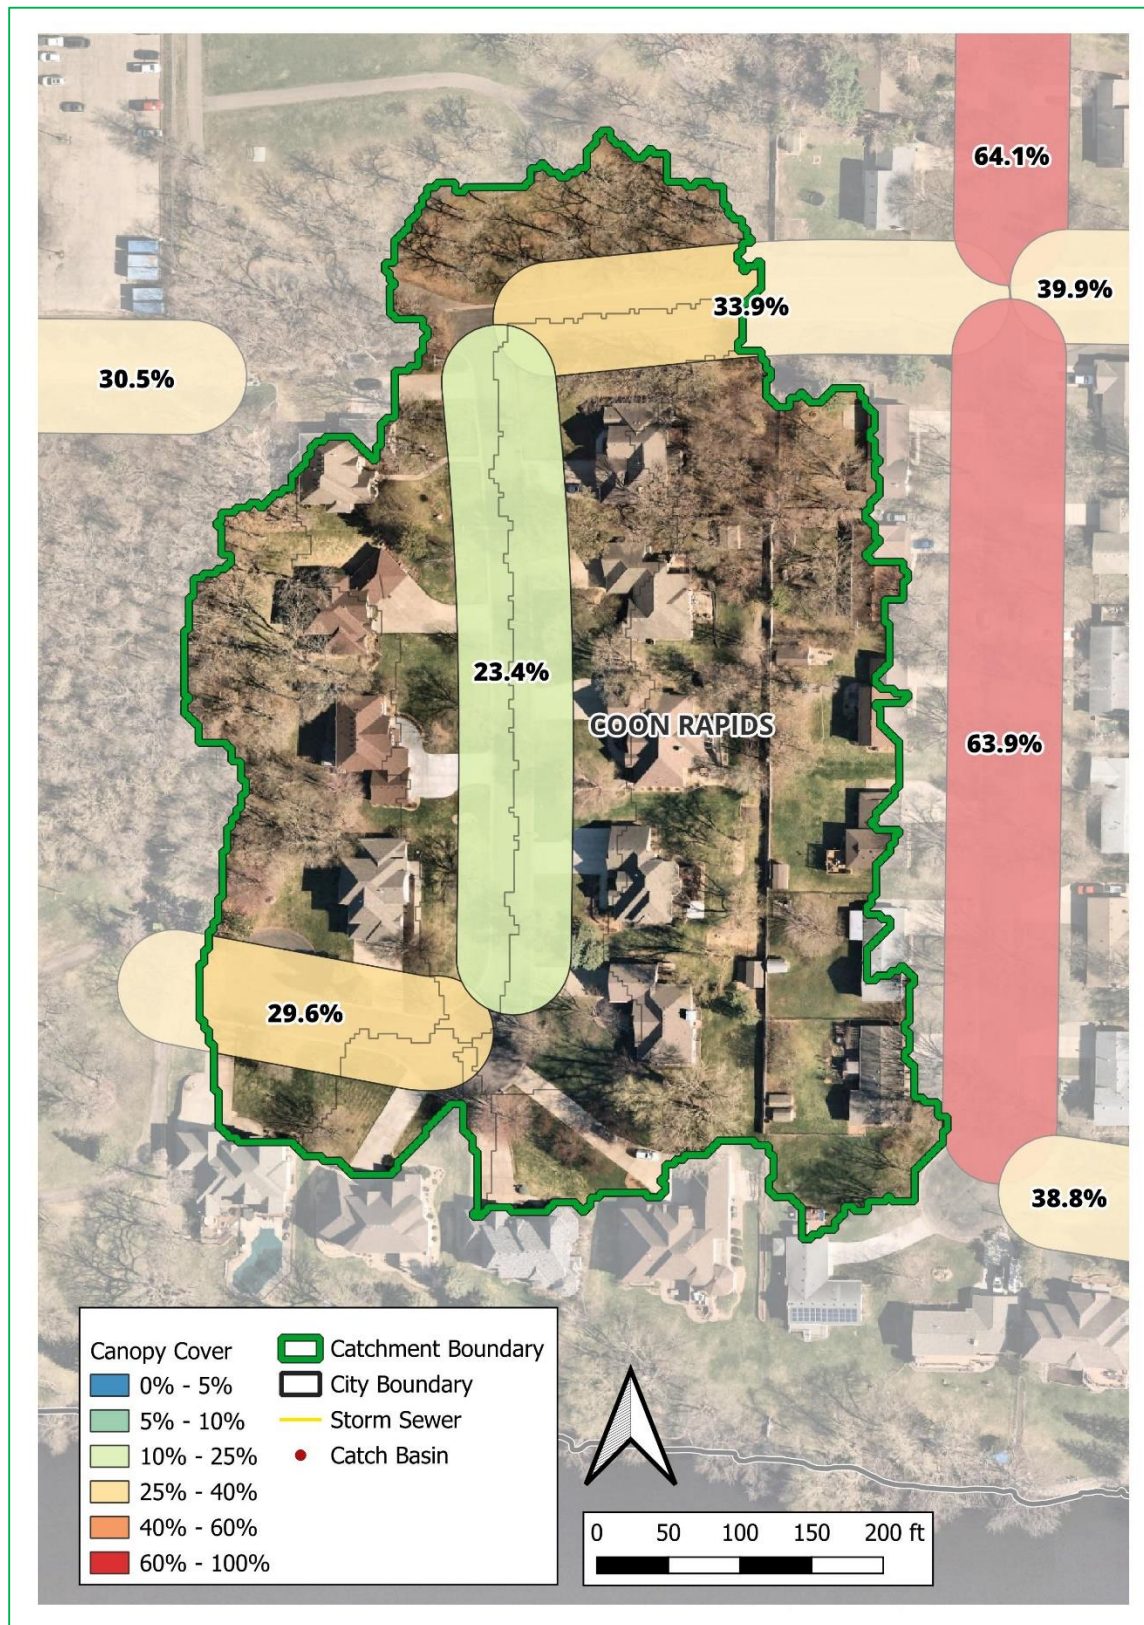 64.1%
39.9%
33.9%
30.5%
23.4%
COON RAPIDS
63.9%
29.6%
38.8%
Canopy Cover
0% - 5%
5% - 10%
10% - 25%
25% - 40%
40% - 60%
60% - 100%
Catchment Boundary
City Boundary
Storm Sewer
Catch Basin
0 50 100 150 200 ft